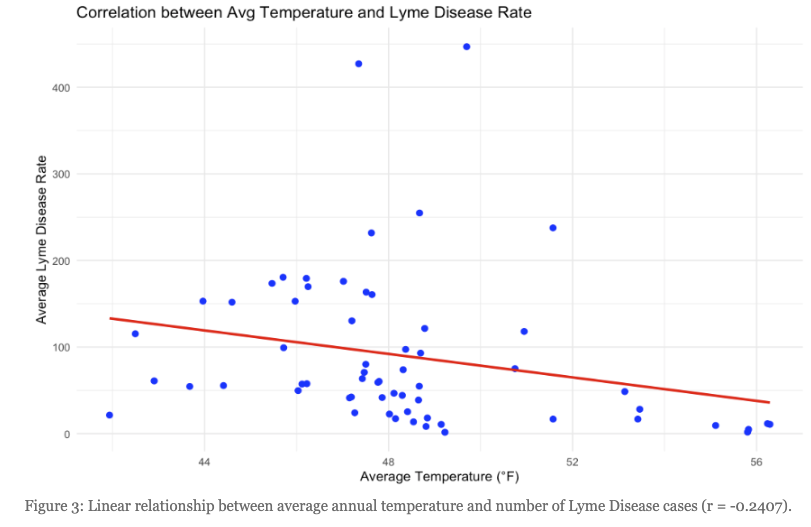 Correlation between Avg Temperature and Lyme Disease Rate
Average Lyme Disease Rate
400
300
200
100
0
44
48
52
56
Average Temperature (°F)
Figure 3: Linear relationship between average annual temperature and number of Lyme Disease cases (r = -0.2407).